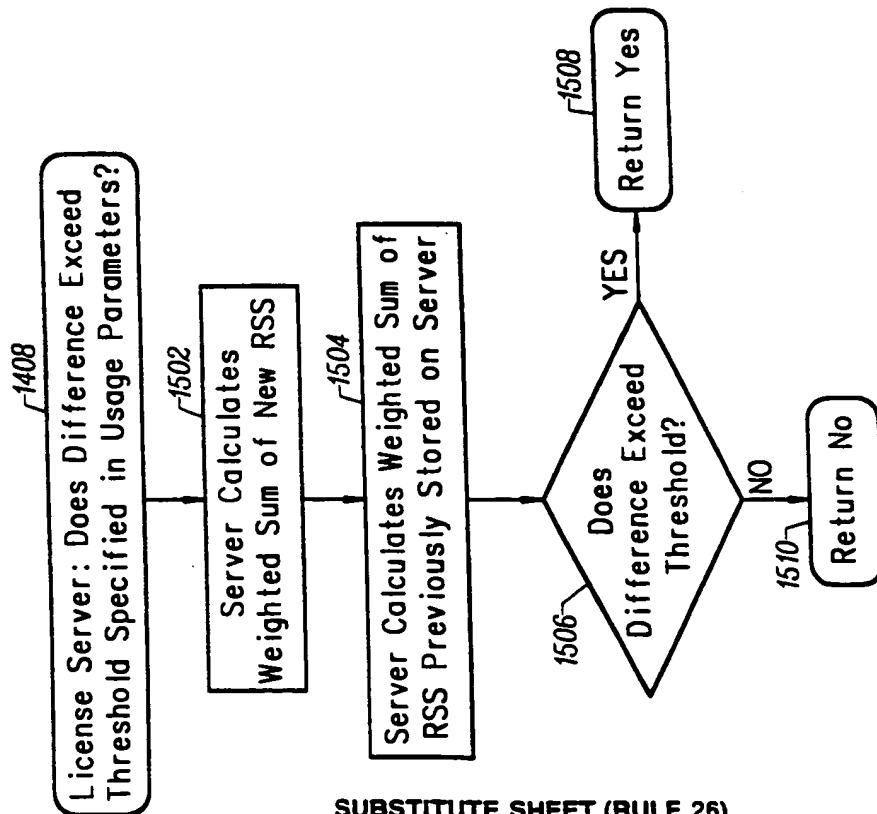 1408
License Server: Does Difference Exceed
Threshold Specified in Usage Parameters?
1502
Server Calculates
Weighted Sum of New RSS
1504
Server Calculates Weighted Sum of
RSS Previously Stored on Server
1506
Does
Difference Exceed
Threshold?
YES
1508
Return Yes
NO
1510
Return No
SUBSTITUTE SHEET (RULE 26)